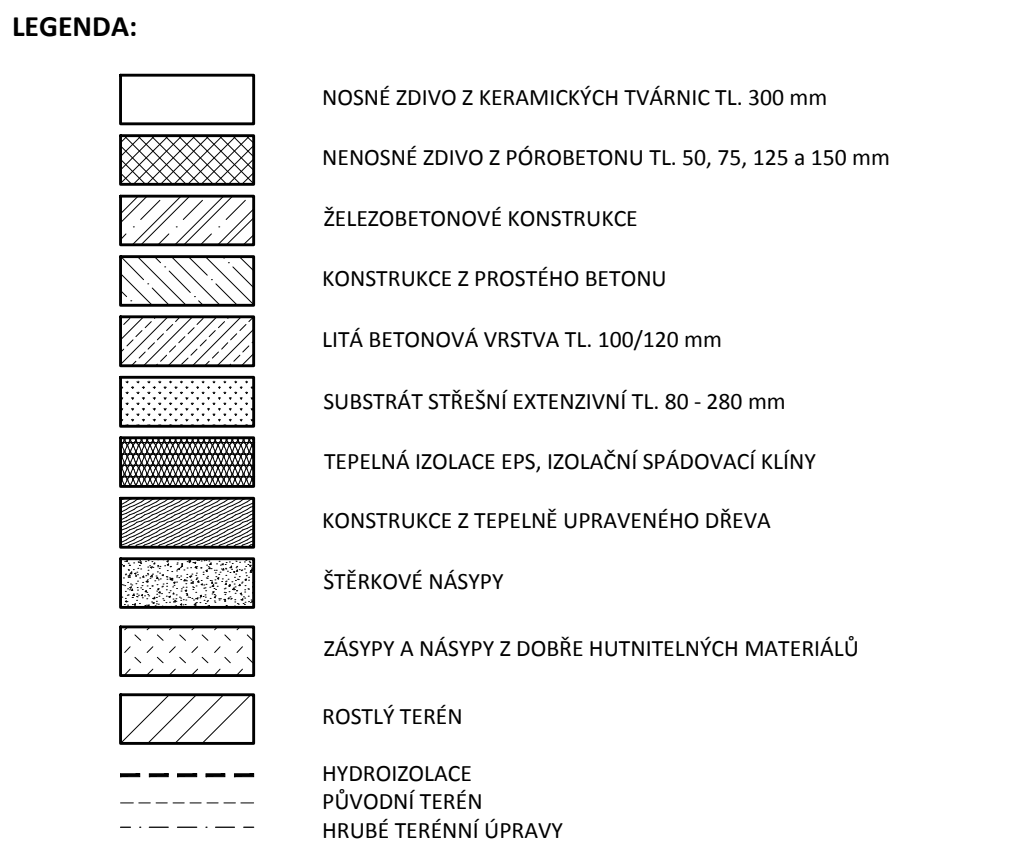 LEGENDA:
NOSNÉ ZDIVO Z KERAMICKÝCH TVÁRNIC TL. 300 mm
NENOSNÉ ZDIVO Z PÓROBETONU TL. 50, 75, 125 a 150 mm
ŽELEZOBETONOVÉ KONSTRUKCE
KONSTRUKCE Z PROSTÉHO BETONU
LITÁ BETONOVÁ VRSTVA TL. 100/120 mm
SUBSTRÁT STŘEŠNÍ EXTENZIVNÍ TL. 80 - 280 mm
TEPELNÁ IZOLACE EPS, IZOLAČNÍ SPÁDOVACÍ KLÍNY
KONSTRUKCE Z TEPELNĚ UPRAVENÉHO DŘEVA
ŠTĚRKOVÉ NÁSYPY
ZÁSYPY A NÁSYPY Z DOBŘE HUTNITELNÝCH MATERIÁLŮ
ROSTLÝ TERÉN
HYDROIZOLACE
PŮVODNÍ TERÉN
HRUBÉ TERÉNNÍ ÚPRAVY